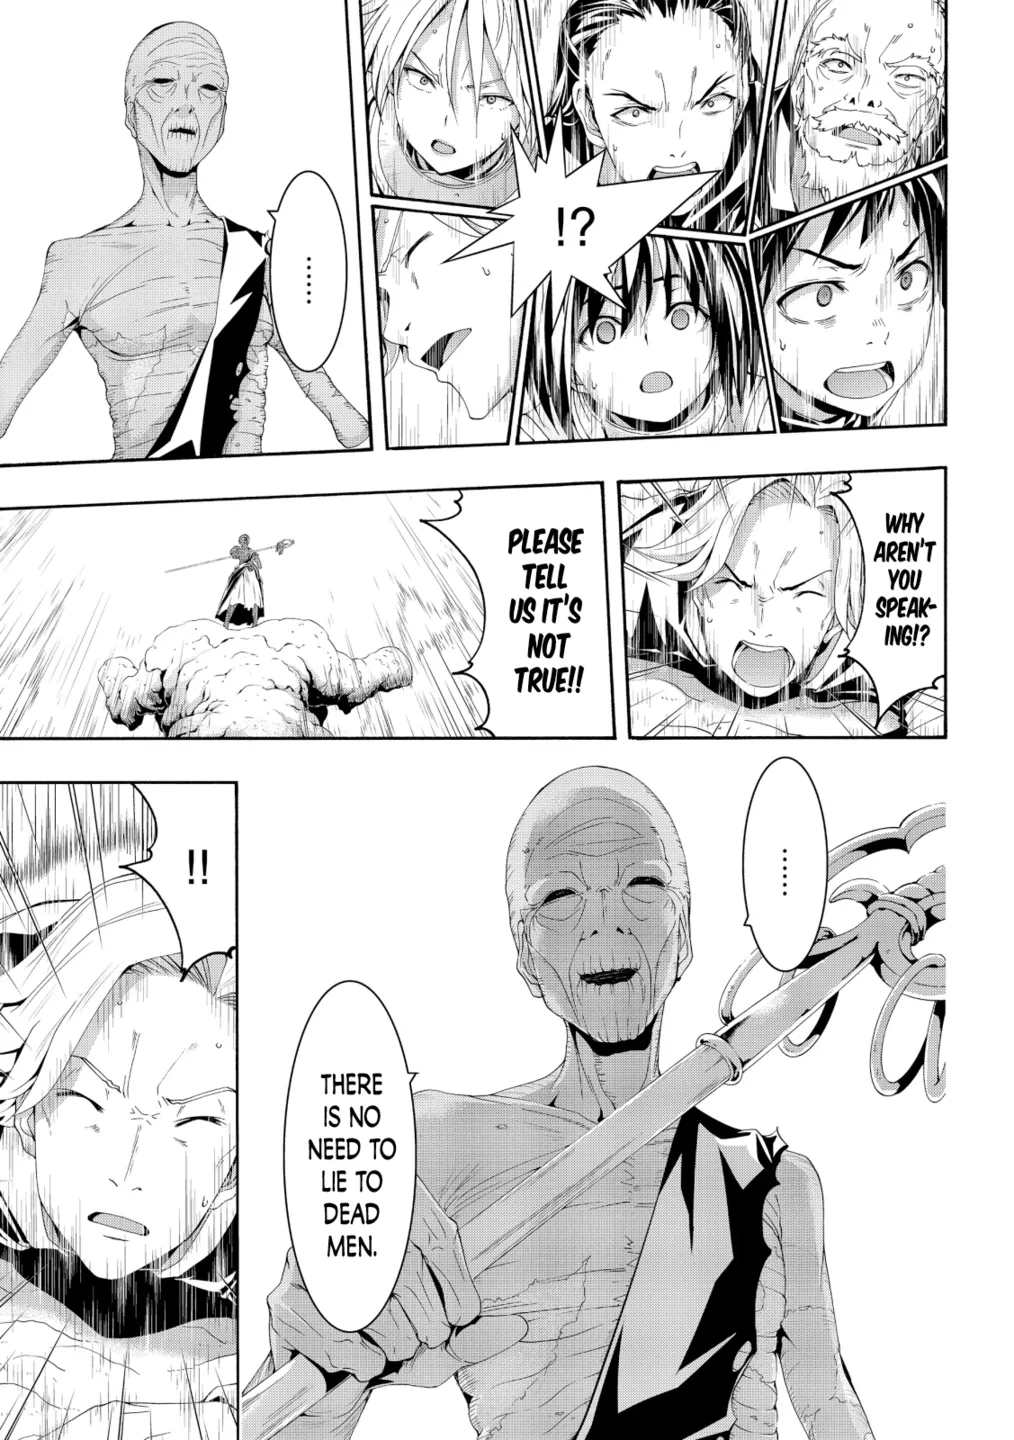 !?
......
WHY
AREN'T
YOU
SPEAK-
ING!?
PLEASE
TELL
US IT'S
NOT
TRUE!!
......
THERE
IS NO
NEED TO
LIE TO
DEAD
MEN.
!!